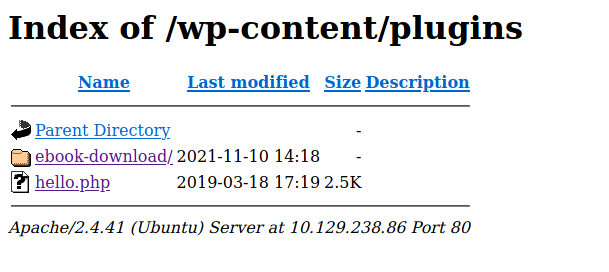 Index of /wp-content/plugins
Name Last modified Size Description
Parent Directory -
ebook-download/ 2021-11-10 14:18 -
hello.php 2019-03-18 17:19 2.5K
Apache/2.4.41 (Ubuntu) Server at 10.129.238.86 Port 80